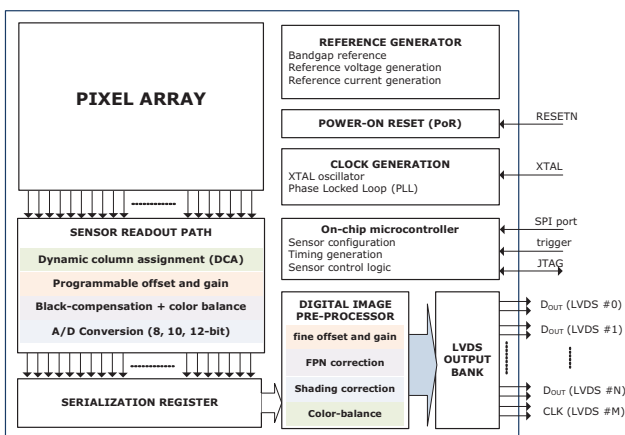 PIXEL ARRAY
REFERENCE GENERATOR
Bandgap reference
Reference voltage generation
Reference current generation
POWER-ON RESET (PoR)
RESETN
CLOCK GENERATION
XTAL oscillator
Phase Locked Loop (PLL)
XTAL
SENSOR READOUT PATH
Dynamic column assignment (DCA)
Programmable offset and gain
Black-compensation + color balance
A/D Conversion (8, 10, 12-bit)
On-chip microcontroller
Sensor configuration
Timing generation
Sensor control logic
SPI port
trigger
JTAG
SERIALIZATION REGISTER
DIGITAL IMAGE
PRE-PROCESSOR
fine offset and gain
FPN correction
Shading correction
Color-balance
LVDS
OUTPUT
BANK
DOUT (LVDS #0)
DOUT (LVDS #1)
DOUT (LVDS #N)
CLK (LVDS #M)